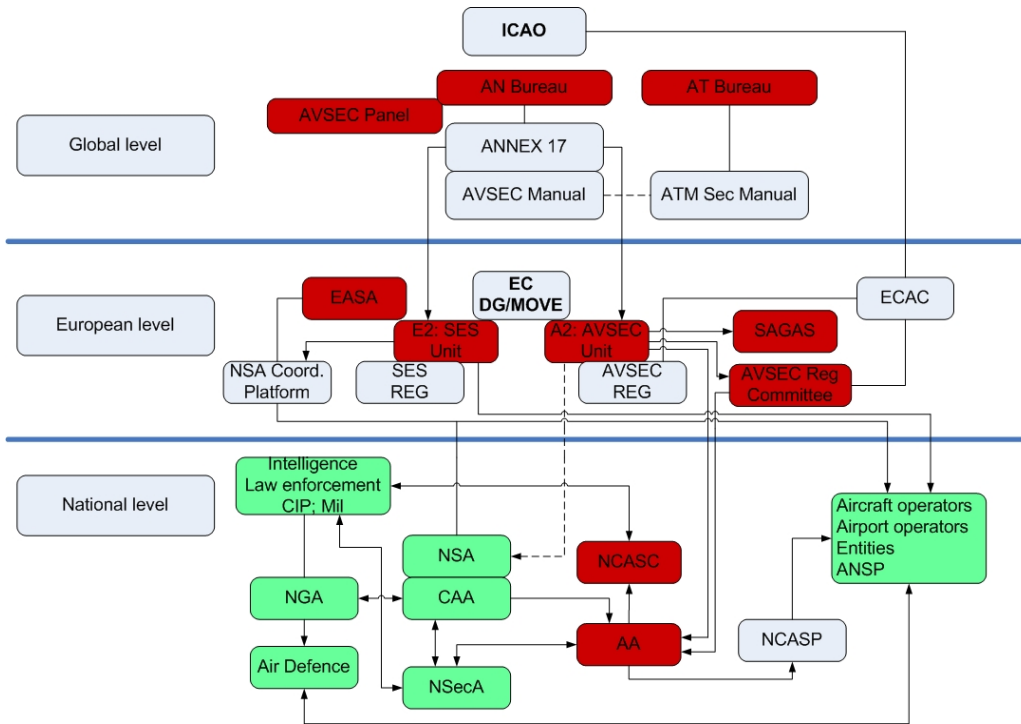 ICAO
AN Bureau
AT Bureau
AVSEC Panel
Global level
ANNEX 17
AVSEC Manual
ATM Sec Manual
European level
EASA
EC
DG/MOVE
ECAC
E2: SES
Unit
A2: AVSEC
Unit
SAGAS
NSA Coord.
Platform
SES
REG
AVSEC
REG
AVSEC Reg
Committee
National level
Intelligence
Law enforcement
CIP; Mil
Aircraft operators
Airport operators
Entities
ANSP
NSA
NCASC
NGA
CAA
AA
NCASP
Air Defence
NSecA